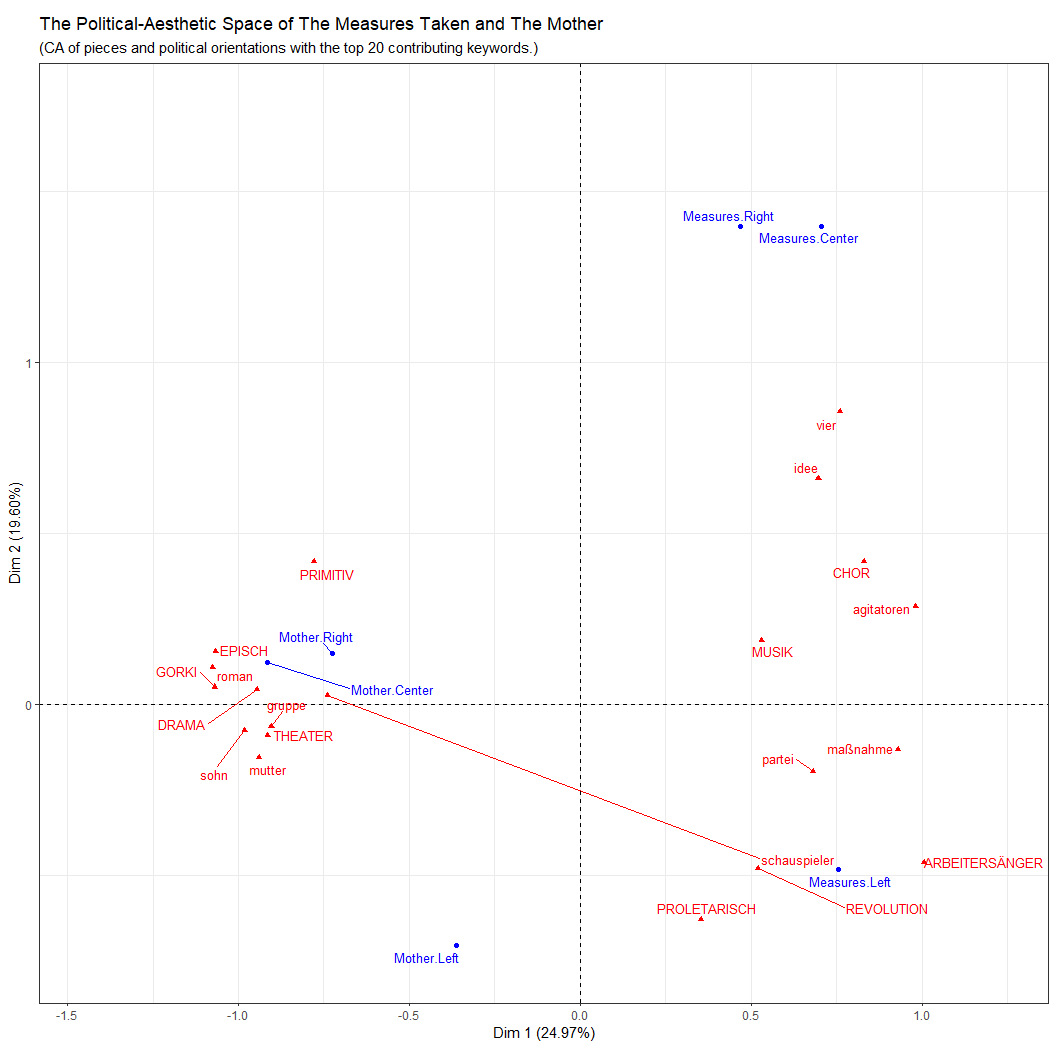 The Political-Aesthetic Space of The Measures Taken and The Mother
(CA of pieces and political orientations with the top 20 contributing keywords.)
Measures.Right
Measures.Center
1
vier
idee
Dim 2 (19.60%)
PRIMITIV
CHOR
agitatoren
Mother.Right
EPISCH
MUSIK
GORKI
roman
Mother.Center
0
gruppe
DRAMA
THEATER
maßnahme
partei
mutter
sohn
schauspieler
ARBEITERSÄNGER
Measures.Left
PROLETARISCH
REVOLUTION
Mother.Left
-1.5
-1.0
-0.5
0.0
0.5
1.0
Dim 1 (24.97%)